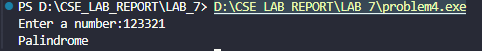 PS D:\CSE_LAB_REPORT\LAB_7> D:\CSE_LAB_REPORT\LAB_7\problem4.exe
Enter a number:123321
Palindrome